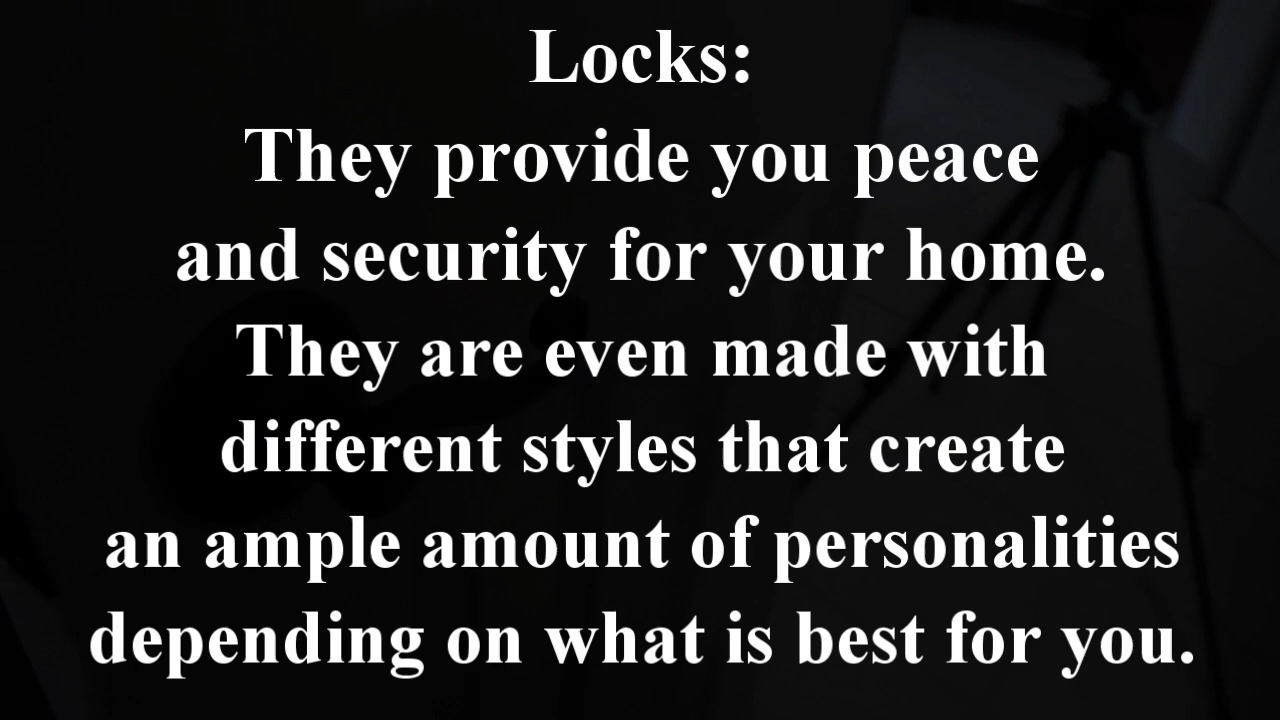 Locks:
They provide you peace
and security for your home.
They are even made with
different styles that create
an ample amount of personalities
depending on what is best for you.